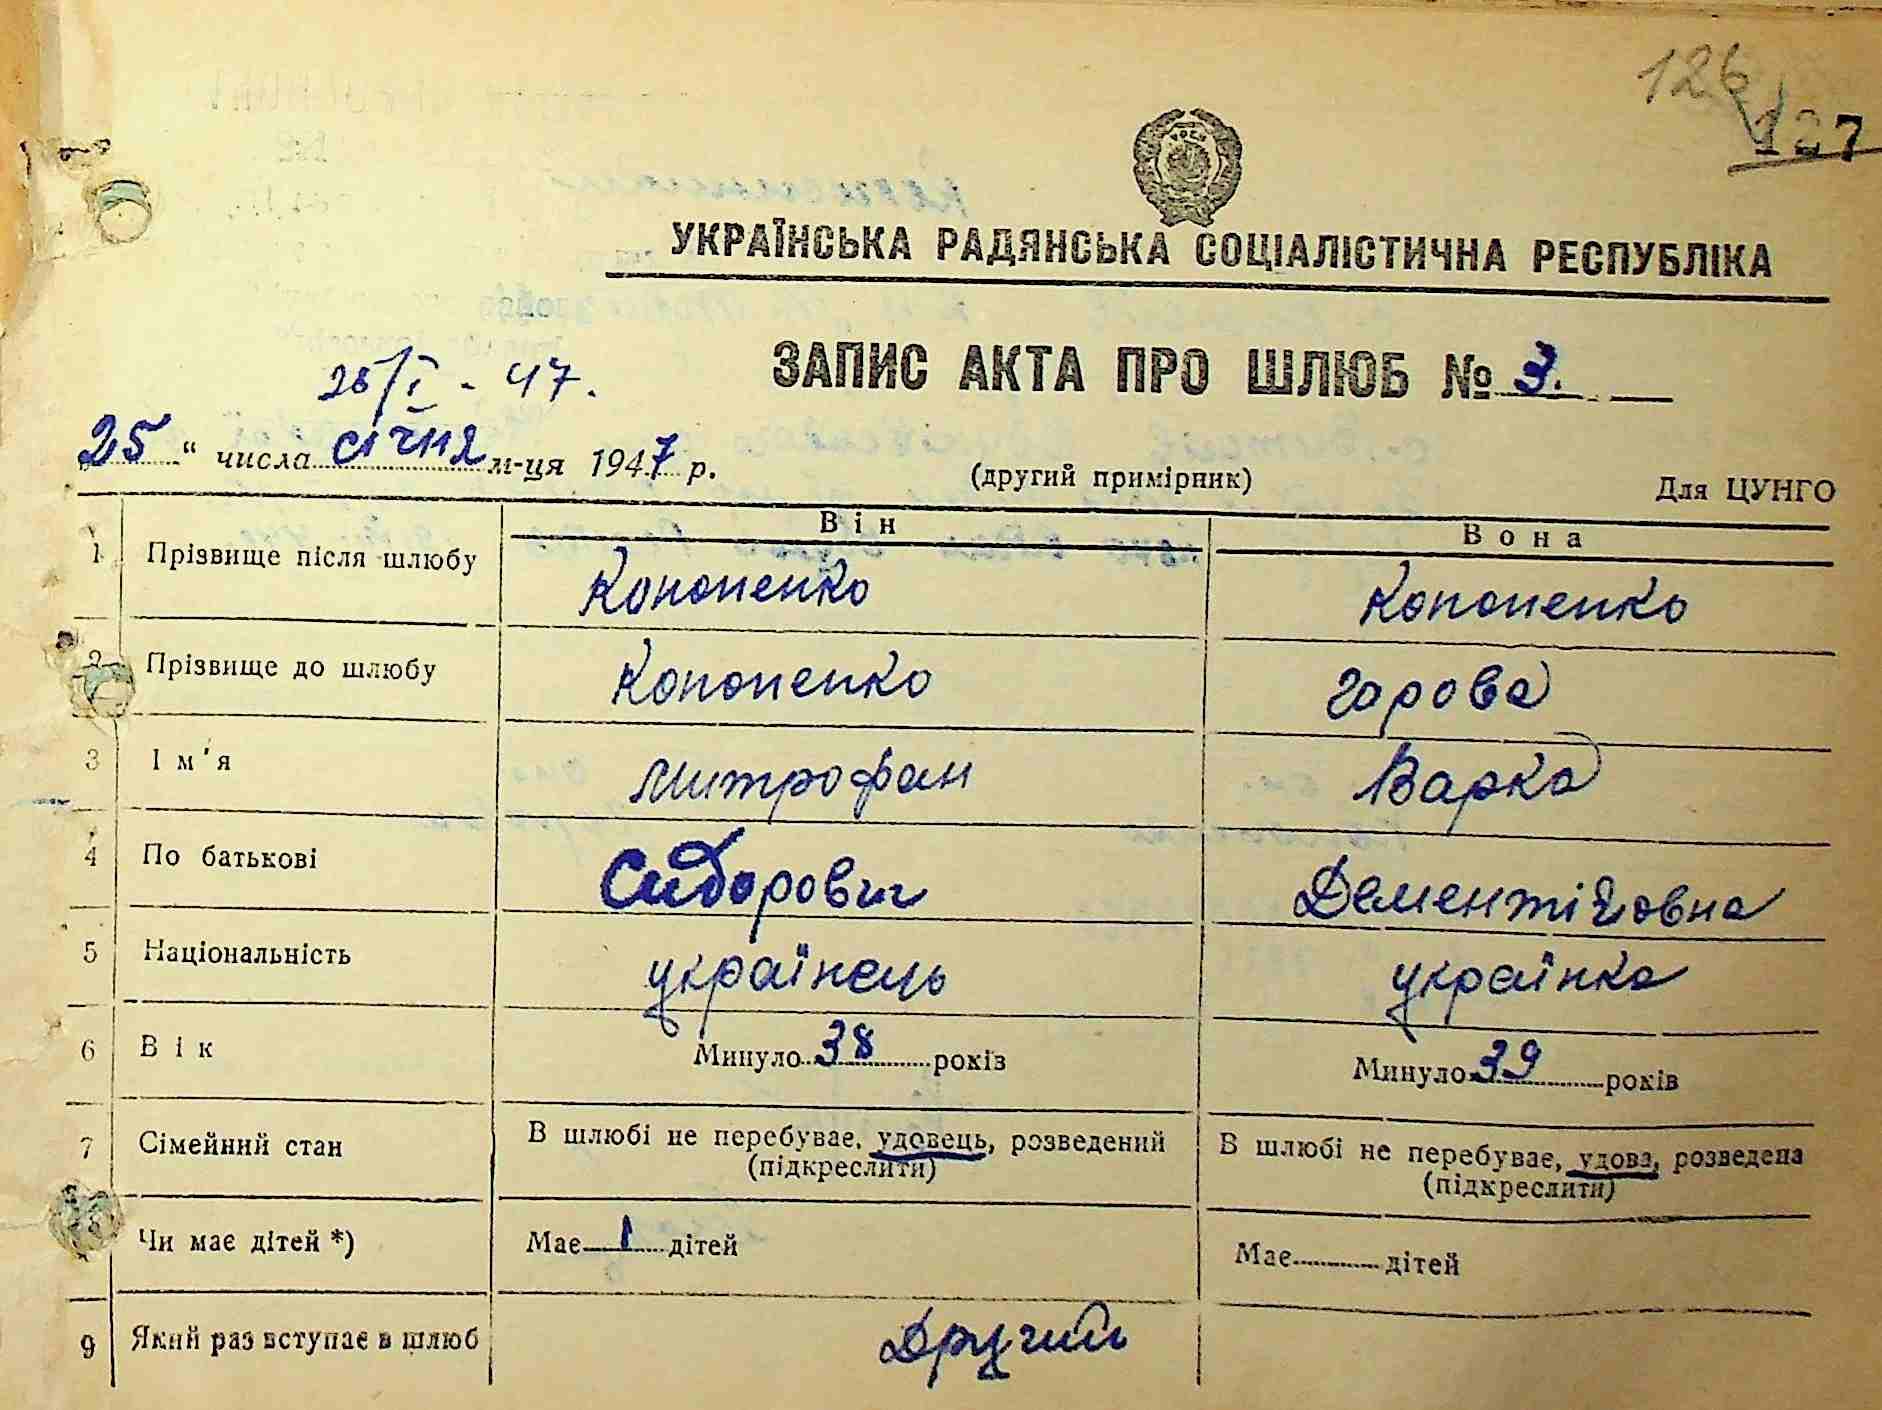 126
127
УКРАЇНСЬКА РАДЯНСЬКА СОЦІАЛІСТИЧНА РЕСПУБЛІКА
ЗАПИС АКТА ПРО ШЛЮБ № 3.
25/I - 47.
„25“ числа січня м-ця 1947 р.
(другий примірник)
Для ЦУНГО
Він Вона
1 Прізвище після шлюбу Кононенко Кононенко
2 Прізвище до шлюбу Кононенко Гарова
3 Ім'я Митрофан Варка
4 По батькові Сидорович Дементіёвна
5 Національність українець українка
6 Вік Минуло 38 років Минуло 39 років
7 Сімейний стан В шлюбі не перебуває, удовець, розведений В шлюбі не перебуває, удова, розведена
(підкреслити) (підкреслити)
8 Чи має дітей *) Має 1 дітей Має дітей
9 Який раз вступає в шлюб Другий